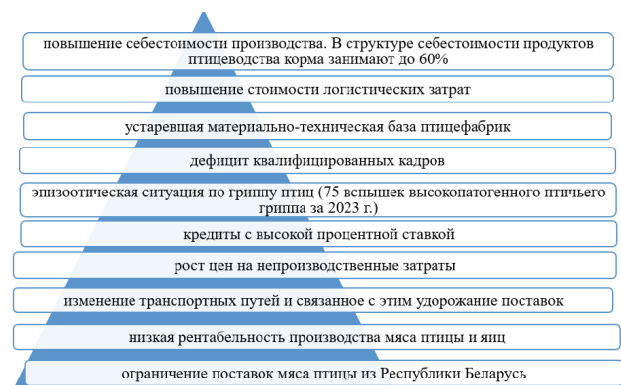 повышение себестоимости производства. В структуре себестоимости продуктов
птицеводства корма занимают до 60%
повышение стоимости логистических затрат
устаревшая материально-техническая база птицефабрик
дефицит квалифицированных кадров
эпизоотическая ситуация по гриппу птиц (75 вспышек высокопатогенного птичьего
гриппа за 2023 г.)
кредиты с высокой процентной ставкой
рост цен на непроизводственные затраты
изменение транспортных путей и связанное с этим удорожание поставок
низкая рентабельность производства мяса птицы и яиц
ограничение поставок мяса птицы из Республики Беларусь